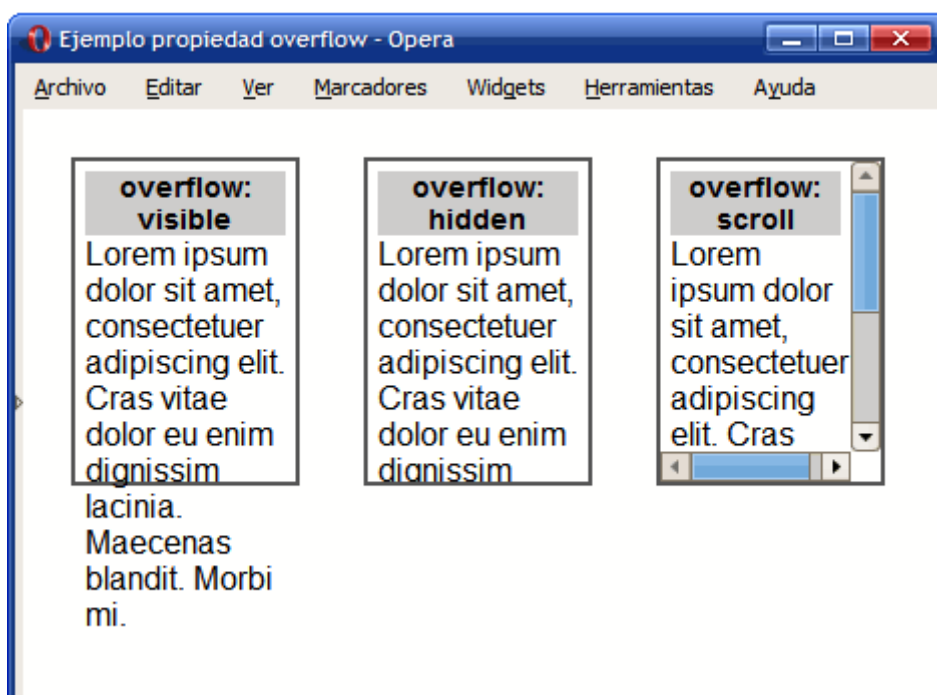 Ejemplo propiedad overflow - Opera
Archivo Editar Ver Marcadores Widgets Herramientas Ayuda
overflow:
visible
Lorem ipsum
dolor sit amet,
consectetuer
adipiscing elit.
Cras vitae
dolor eu enim
dignissim
lacinia.
Maecenas
blandit. Morbi
mi.
overflow:
hidden
Lorem ipsum
dolor sit amet,
consectetuer
adipiscing elit.
Cras vitae
dolor eu enim
dignissim
overflow:
scroll
Lorem
ipsum dolor
sit amet,
consectetuer
adipiscing
elit. Cras